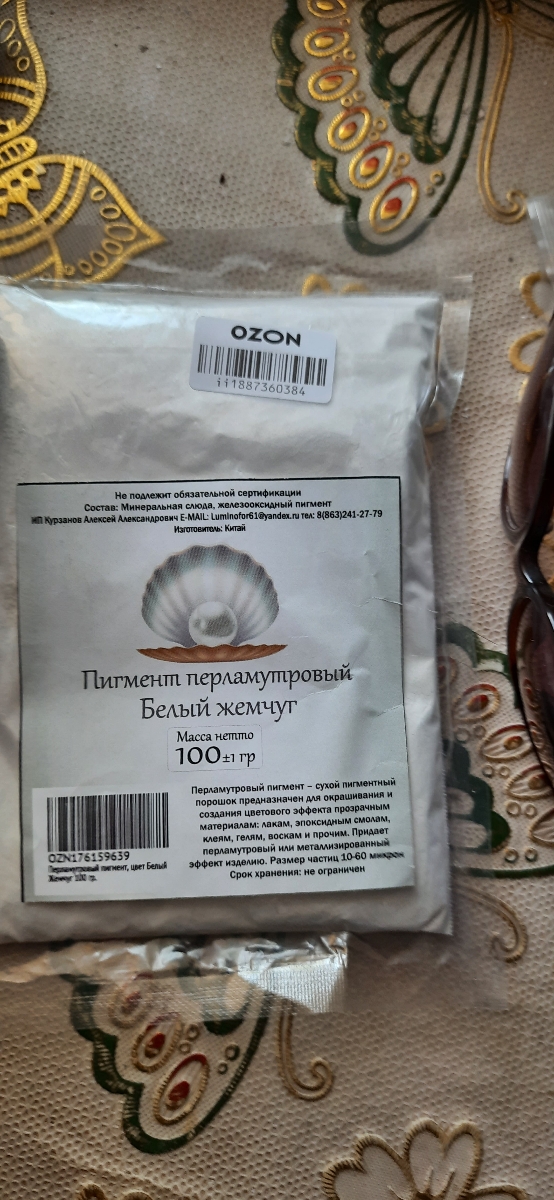 OZON
ii1887360384
Не подлежит обязательной сертификации
Состав: Минеральная слюда, железооксидный пигмент
ИП Курзанов Алексей Александрович E-MAIL: Luminofor61@yandex.ru тел: 8(863)241-27-79
Изготовитель: Китай
Пигмент перламутровый
Белый жемчуг
Масса нетто
100±1 гр
Перламутровый пигмент – сухой пигментный
порошок предназначен для окрашивания и
создания цветового эффекта прозрачным
материалам: лакам, эпоксидным смолам,
клеям, гелям, воскам и прочим. Придает
перламутровый или метализированный
эффект изделию. Размер частиц 10-60 микрон
Срок хранения: не ограничен
OZN176159639
Перламутровый пигмент, цвет Белый
Жемчуг 100 гр.